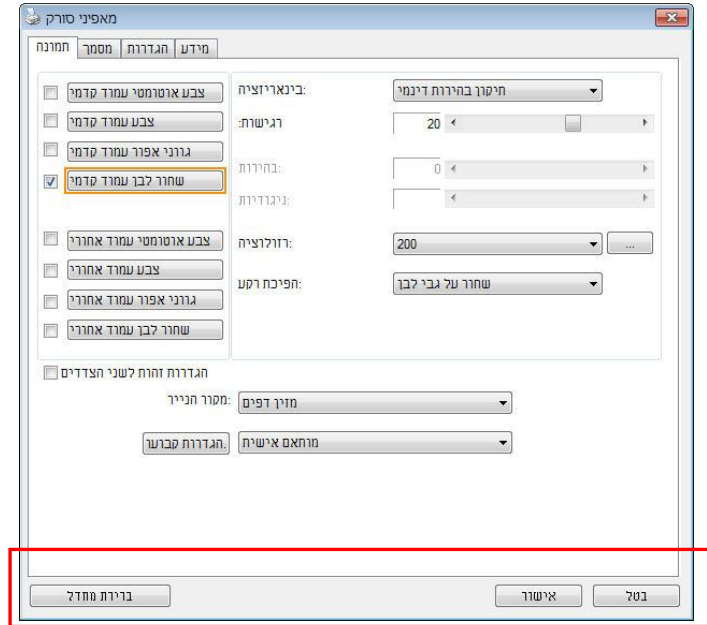 מאפיני סורק
תמונה מסמך הגדרות מידע
צבע אוטומטי עמוד קדמי
צבע עמוד קדמי
גווני אפור עמוד קדמי
שחור לבן עמוד קדמי
צבע אוטומטי עמוד אחורי
צבע עמוד אחורי
גווני אפור עמוד אחורי
שחור לבן עמוד אחורי
בינאריזציה: תיקון בהירות דינמי
רגישות: 20
בהירות: 0
ניגודיות:
רזולוציה: 200 ...
הפיכת רקע: שחור על גבי לבן
הגדרות זהות לשני הצדדים
מקור הנייר: מזין דפים
הגדרות קבועו. מותאם אישית
ברירת מחדל אישור בטל